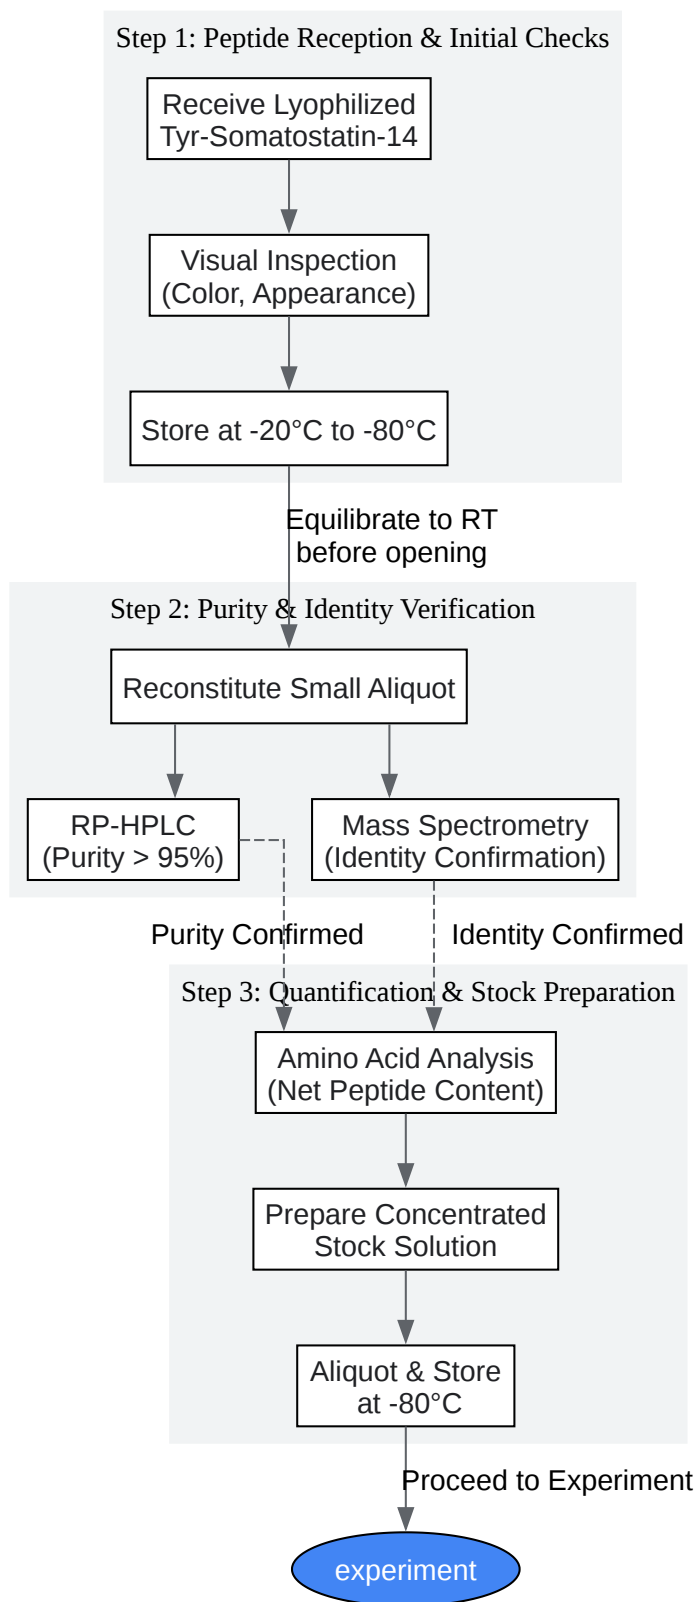 Step 1: Peptide Reception & Initial Checks
Receive Lyophilized
Tyr-Somatostatin-14
Visual Inspection
(Color, Appearance)
Store at -20°C to -80°C
Equilibrate to RT
before opening
Step 2: Purity & Identity Verification
Reconstitute Small Aliquot
RP-HPLC
(Purity > 95%)
Mass Spectrometry
(Identity Confirmation)
Purity Confirmed
Identity Confirmed
Step 3: Quantification & Stock Preparation
Amino Acid Analysis
(Net Peptide Content)
Prepare Concentrated
Stock Solution
Aliquot & Store
at -80°C
Proceed to Experiment
experiment